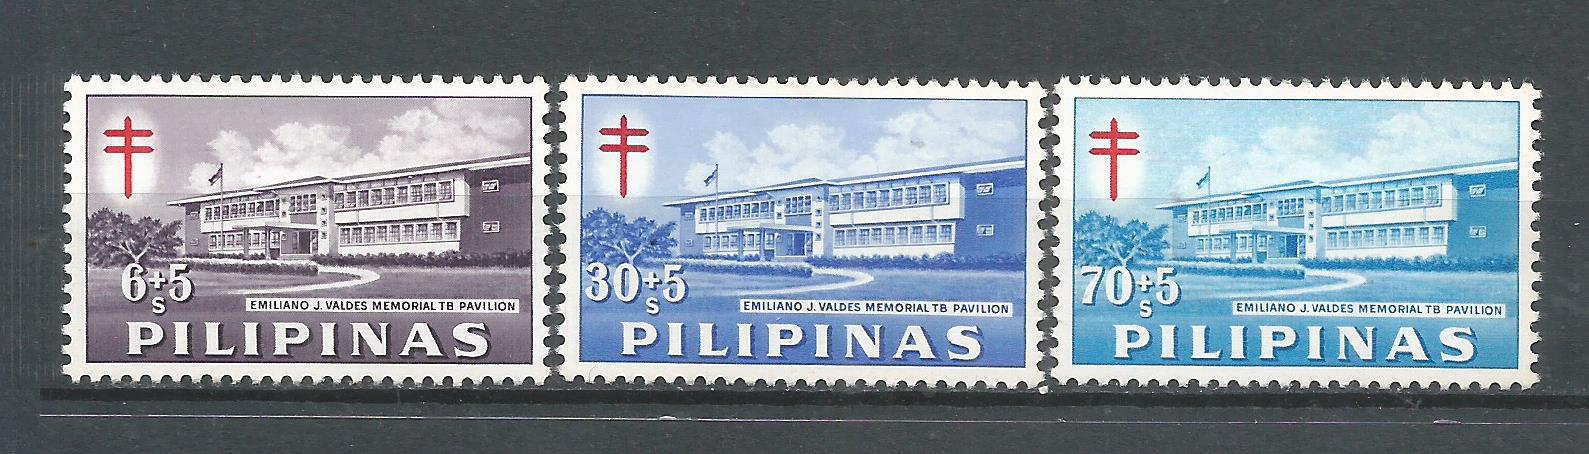 6+5
s
EMILIANO J. VALDES MEMORIAL TB PAVILION
PILIPINAS
30+5
s
EMILIANO J. VALDES MEMORIAL TB PAVILION
PILIPINAS
70+5
s
EMILIANO J. VALDES MEMORIAL TB PAVILION
PILIPINAS